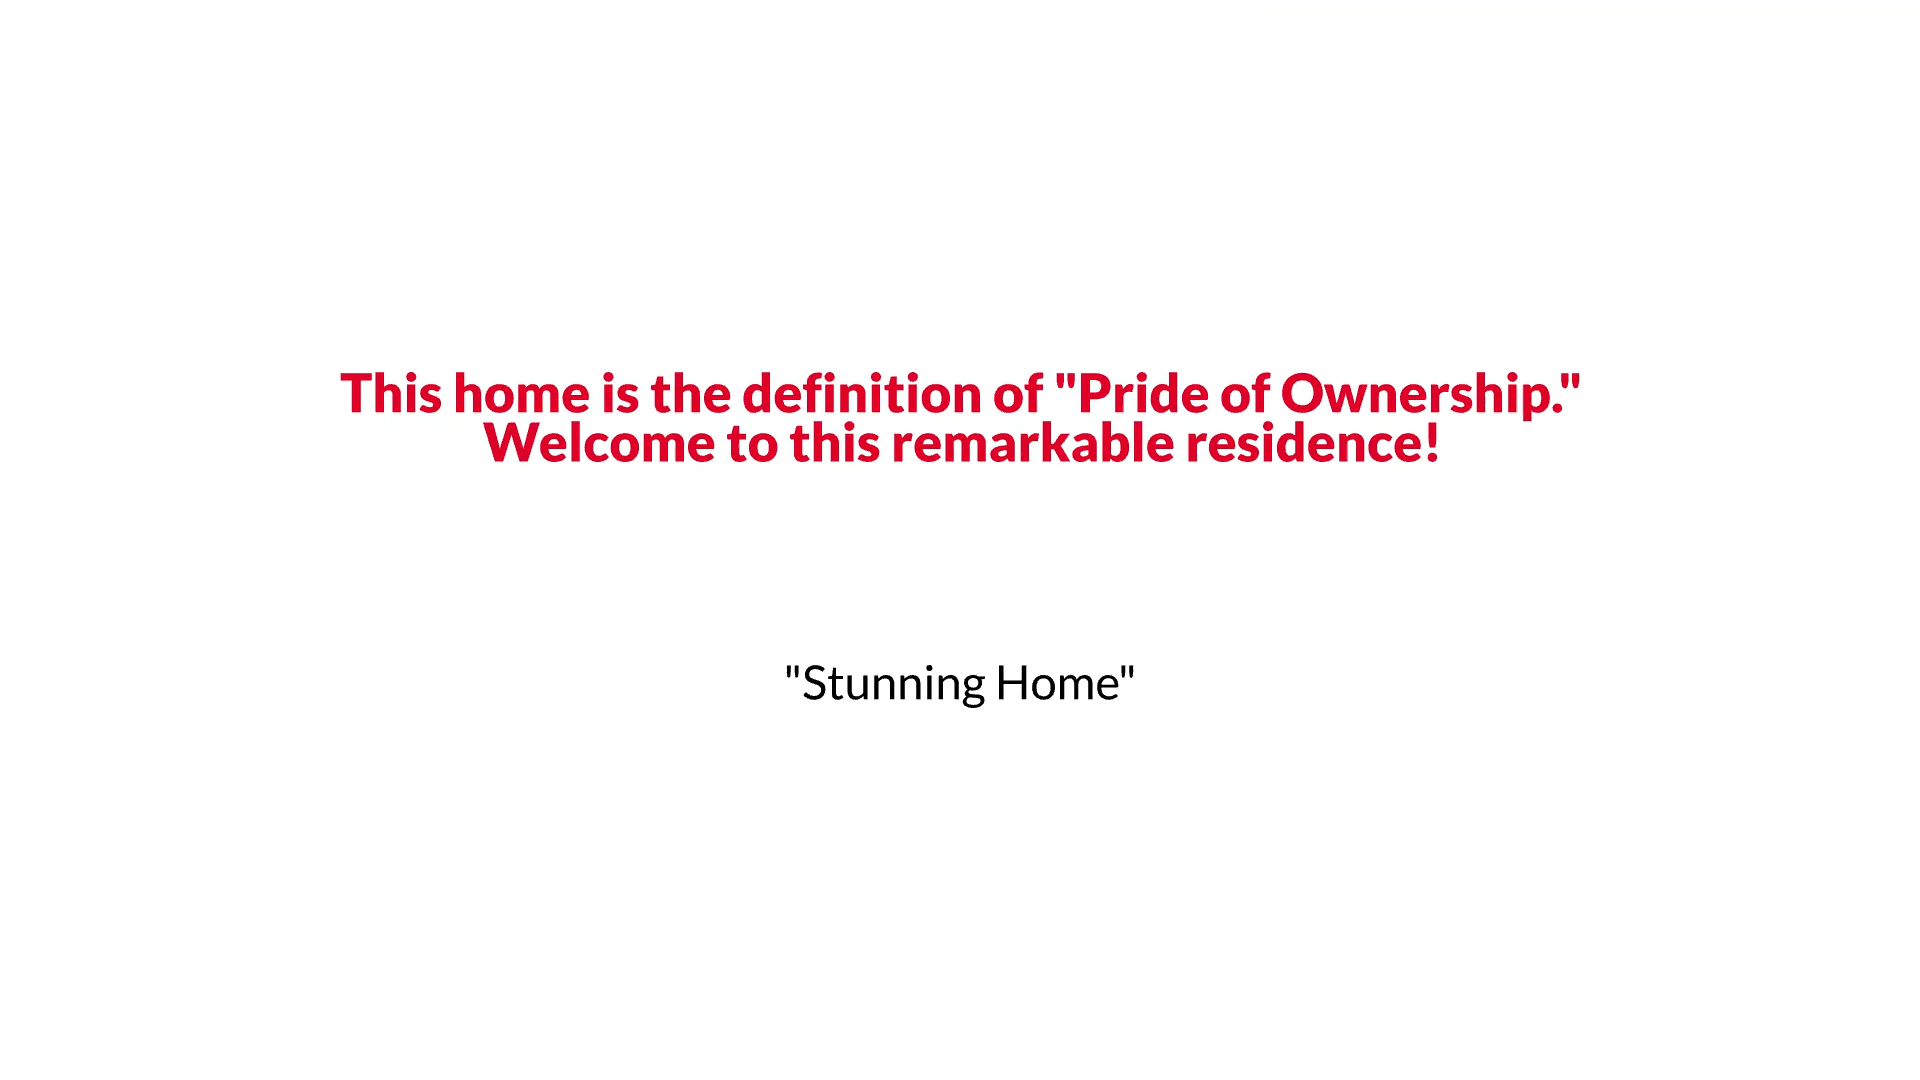 This home is the definition of "Pride of Ownership."
Welcome to this remarkable residence!
"Stunning Home"